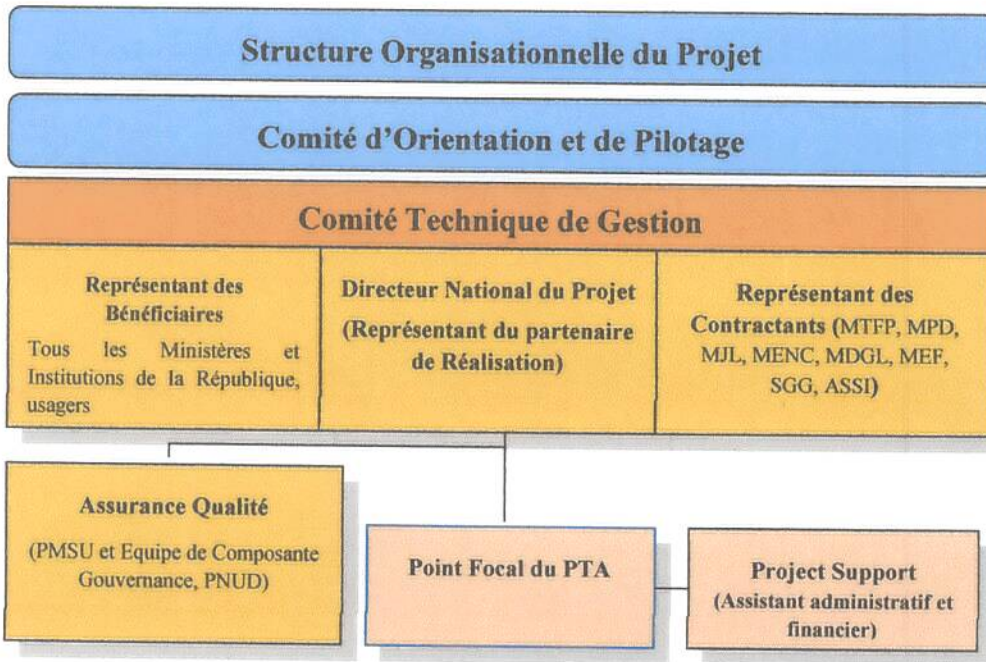 Structure Organisationnelle du Projet
Comité d'Orientation et de Pilotage
Comité Technique de Gestion
Représentant des
Bénéficiaires
Tous les Ministères et
Institutions de la République,
usagers
Directeur National du Projet
(Représentant du partenaire
de Réalisation)
Représentant des
Contractants (MTFP, MPD,
MJL, MENC, MDGL, MEF,
SGG, ASSI)
Assurance Qualité
(PMSU et Equipe de Composante
Gouvernance, PNUD)
Point Focal du PTA
Project Support
(Assistant administratif et
financier)